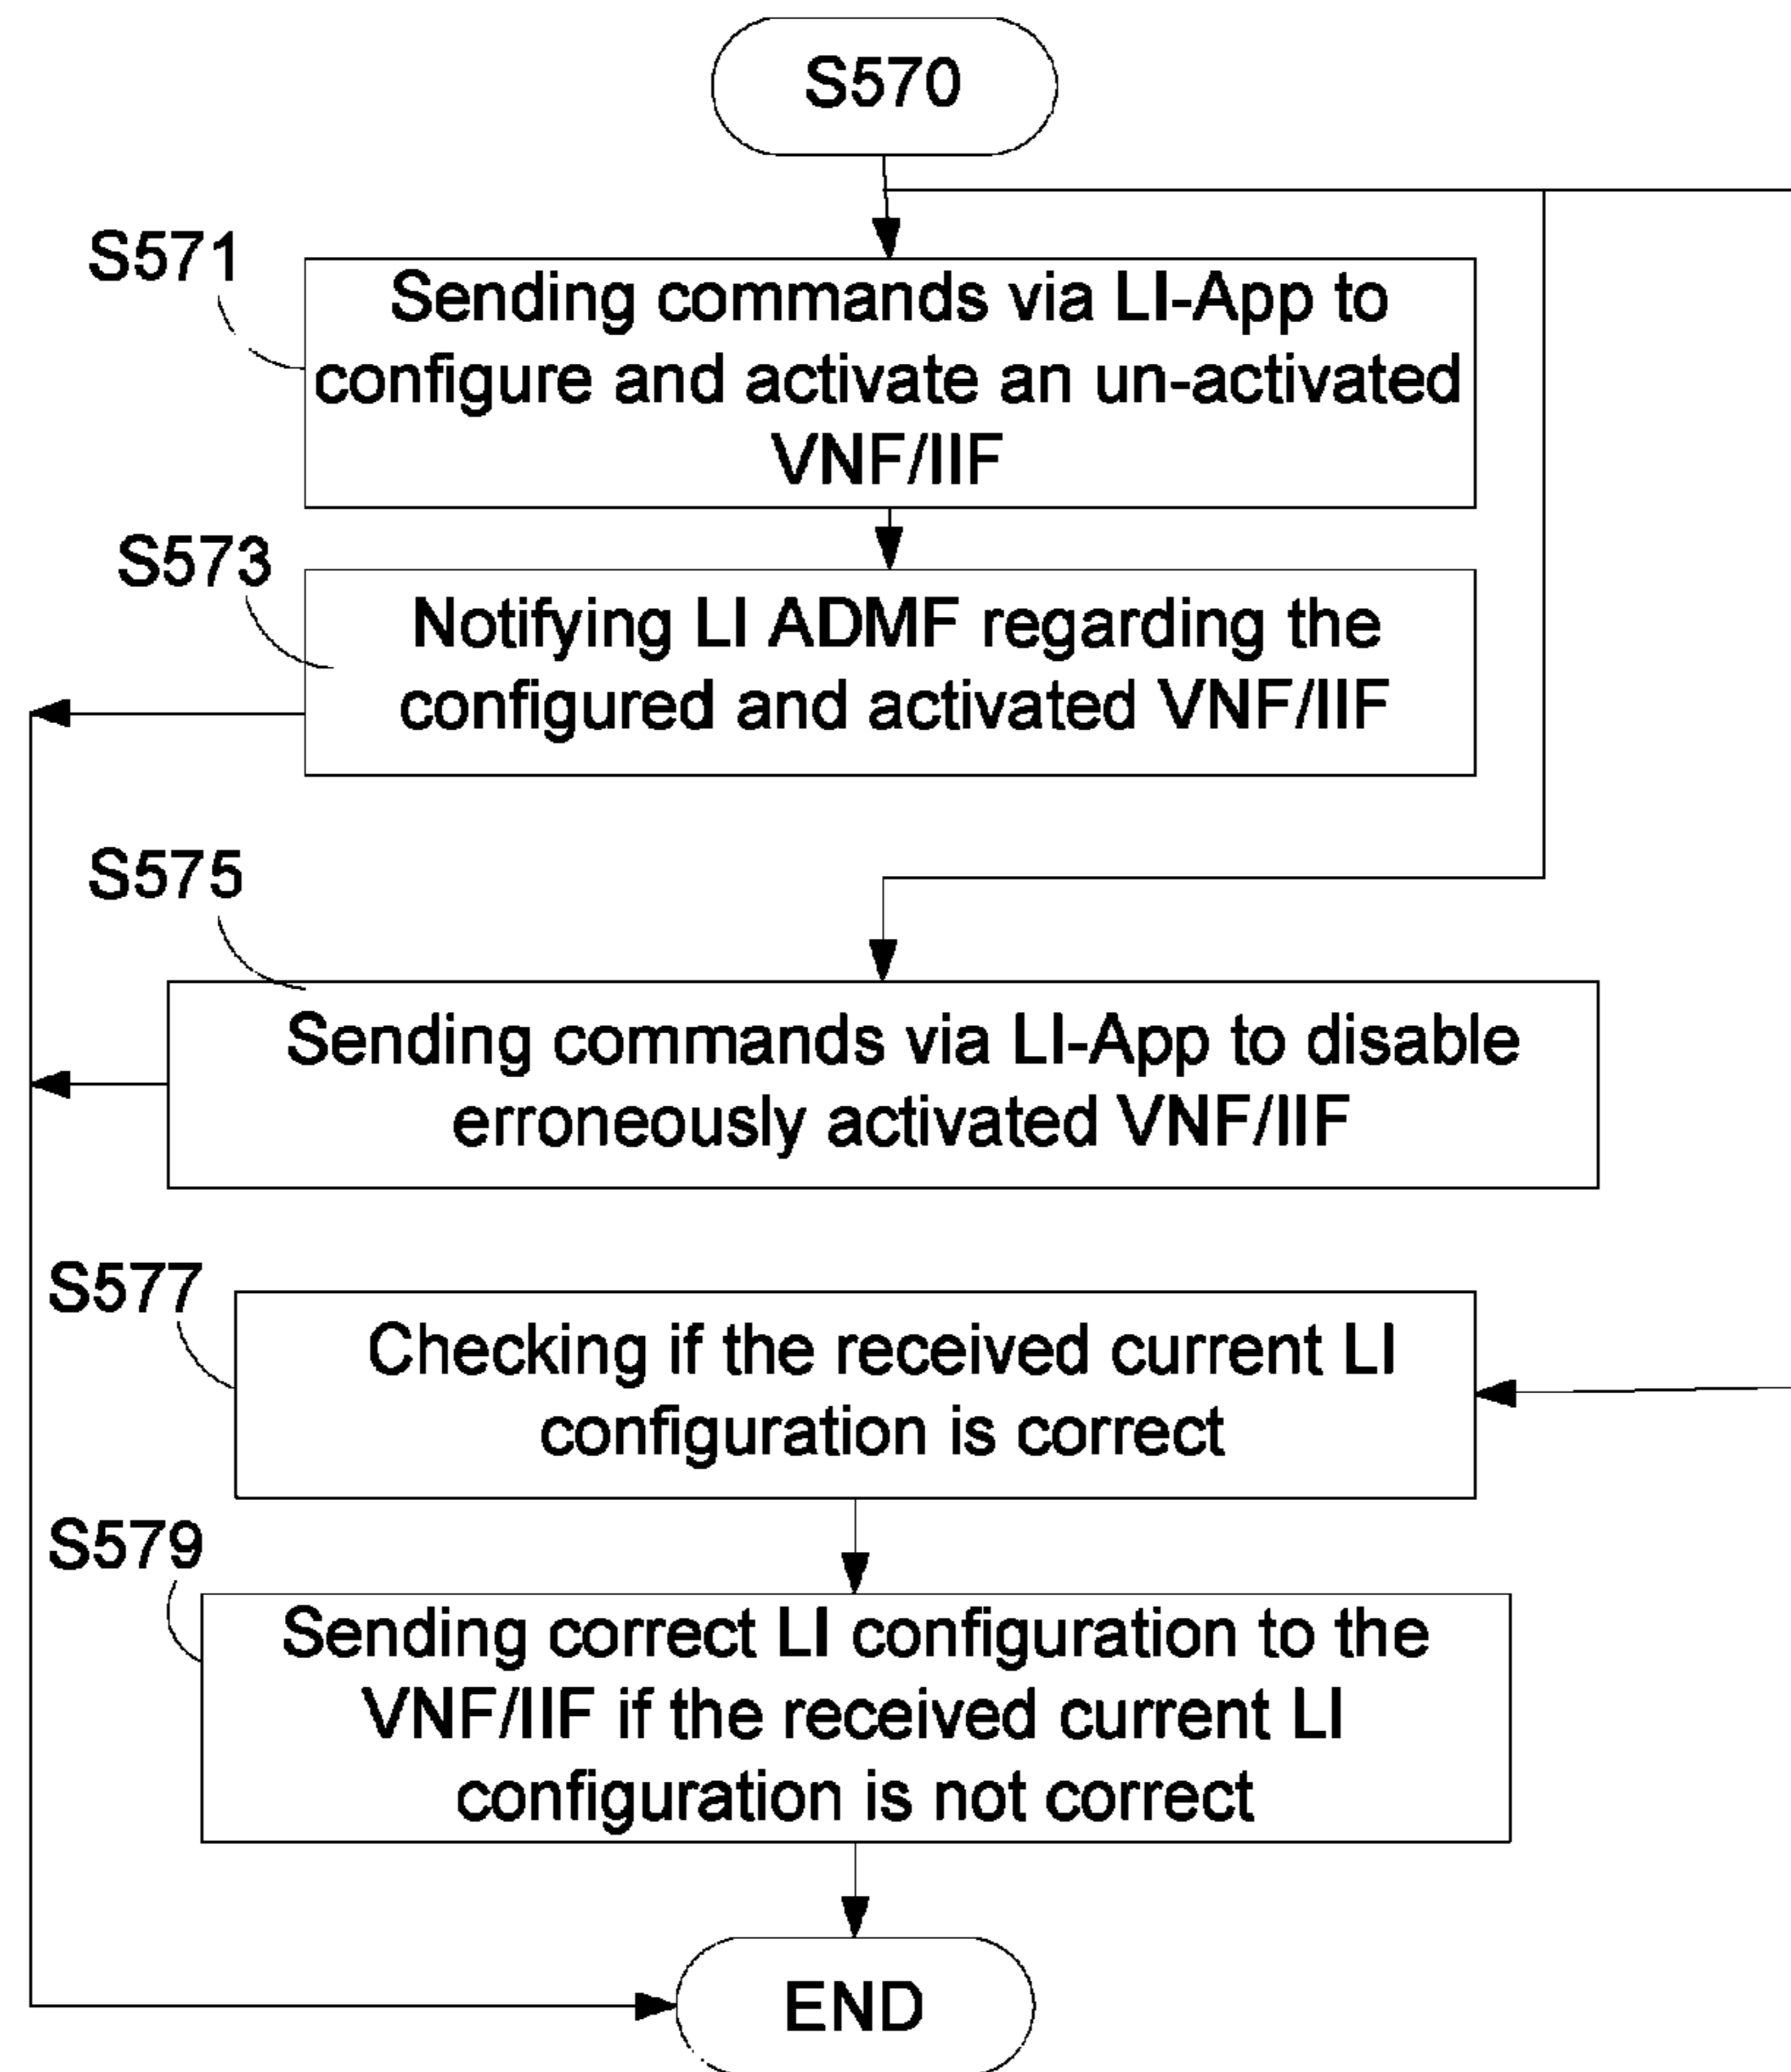 S570
S571
Sending commands via LI-App to
configure and activate an un-activated
VNF/IIF
S573
Notifying LI ADMF regarding the
configured and activated VNF/IIF
S575
Sending commands via LI-App to disable
erroneously activated VNF/IIF
S577
Checking if the received current LI
configuration is correct
S579
Sending correct LI configuration to the
VNF/IIF if the received current LI
configuration is not correct
END